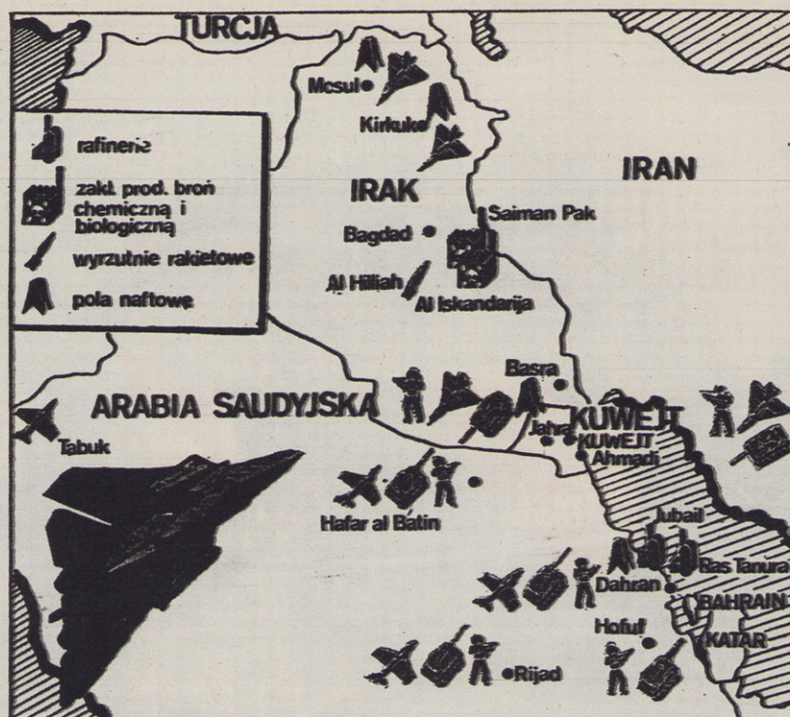 TURCJA
Mosul
Kirkuk
IRAN
IRAK
rafinerie
zakł. prod. broń
chemiczną i
biologiczną
wyrzutnie rakietowe
pola naftowe
Saiman Pak
Bagdad
Al Hillah
Al Iskandarija
Basra
ARABIA SAUDYJSKA
KUWEJT
Jahra
KUWEJT
Ahmadi
Tabuk
Hafar al Batin
Jubail
Ras Tanura
Dahran
BAHRAIN
Hofuf
KATAR
Rijad